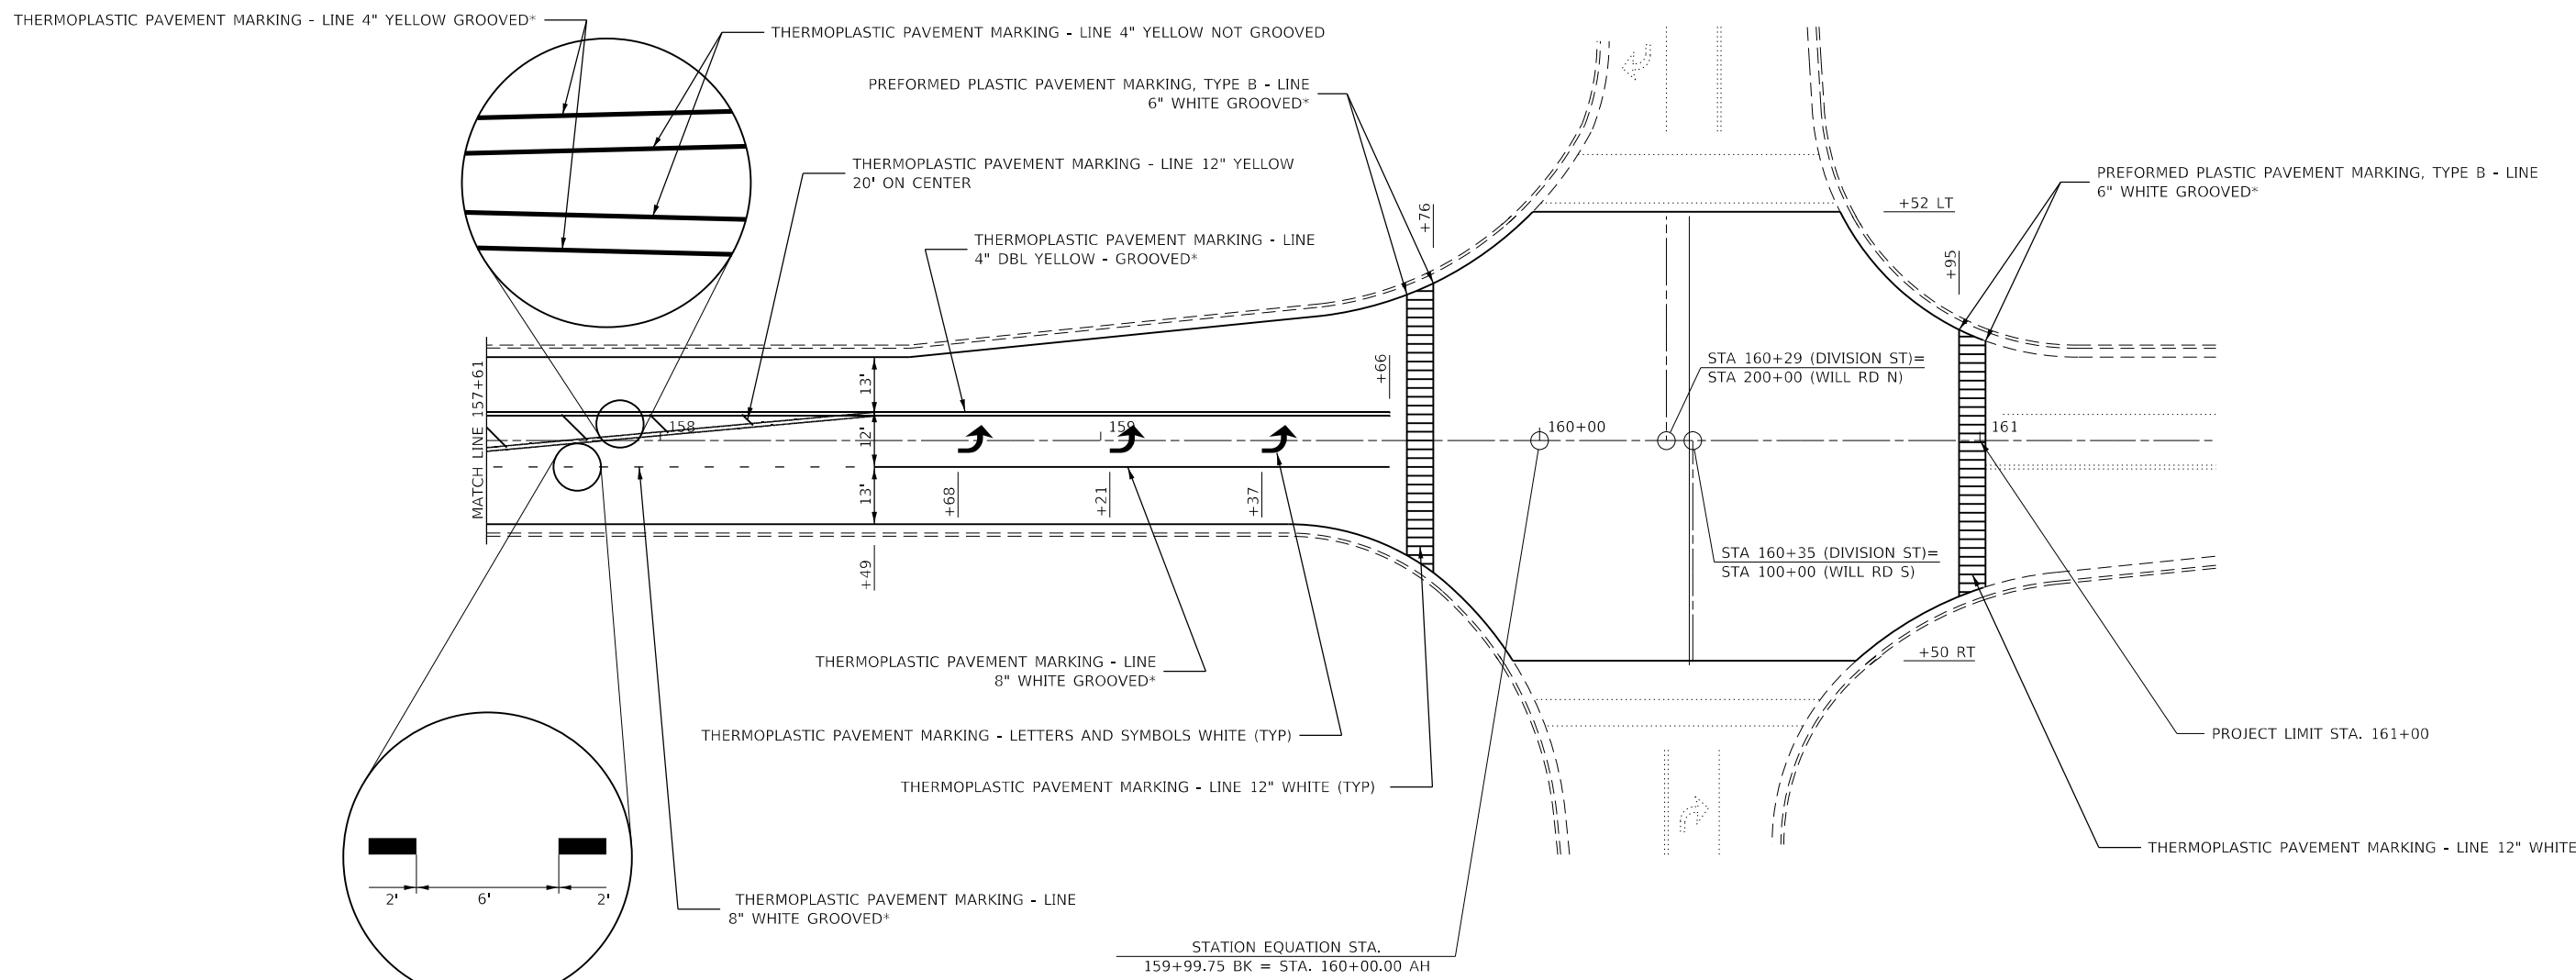 THERMOPLASTIC PAVEMENT MARKING - LINE 4" YELLOW GROOVED*
THERMOPLASTIC PAVEMENT MARKING - LINE 4" YELLOW NOT GROOVED
PREFORMED PLASTIC PAVEMENT MARKING, TYPE B - LINE
6" WHITE GROOVED*
THERMOPLASTIC PAVEMENT MARKING - LINE 12" YELLOW
20' ON CENTER
PREFORMED PLASTIC PAVEMENT MARKING, TYPE B - LINE
6" WHITE GROOVED*
+52 LT
+76
THERMOPLASTIC PAVEMENT MARKING - LINE
4" DBL YELLOW - GROOVED*
+95
MATCH LINE 157+61
13'
+66
STA 160+29 (DIVISION ST)=
STA 200+00 (WILL RD N)
158
12'
159
160+00
161
13'
+68
+21
+37
+49
STA 160+35 (DIVISION ST)=
STA 100+00 (WILL RD S)
+50 RT
THERMOPLASTIC PAVEMENT MARKING - LINE
8" WHITE GROOVED*
THERMOPLASTIC PAVEMENT MARKING - LETTERS AND SYMBOLS WHITE (TYP)
PROJECT LIMIT STA. 161+00
THERMOPLASTIC PAVEMENT MARKING - LINE 12" WHITE (TYP)
THERMOPLASTIC PAVEMENT MARKING - LINE 12" WHITE
2'
6'
2'
THERMOPLASTIC PAVEMENT MARKING - LINE
8" WHITE GROOVED*
STATION EQUATION STA.
159+99.75 BK = STA. 160+00.00 AH